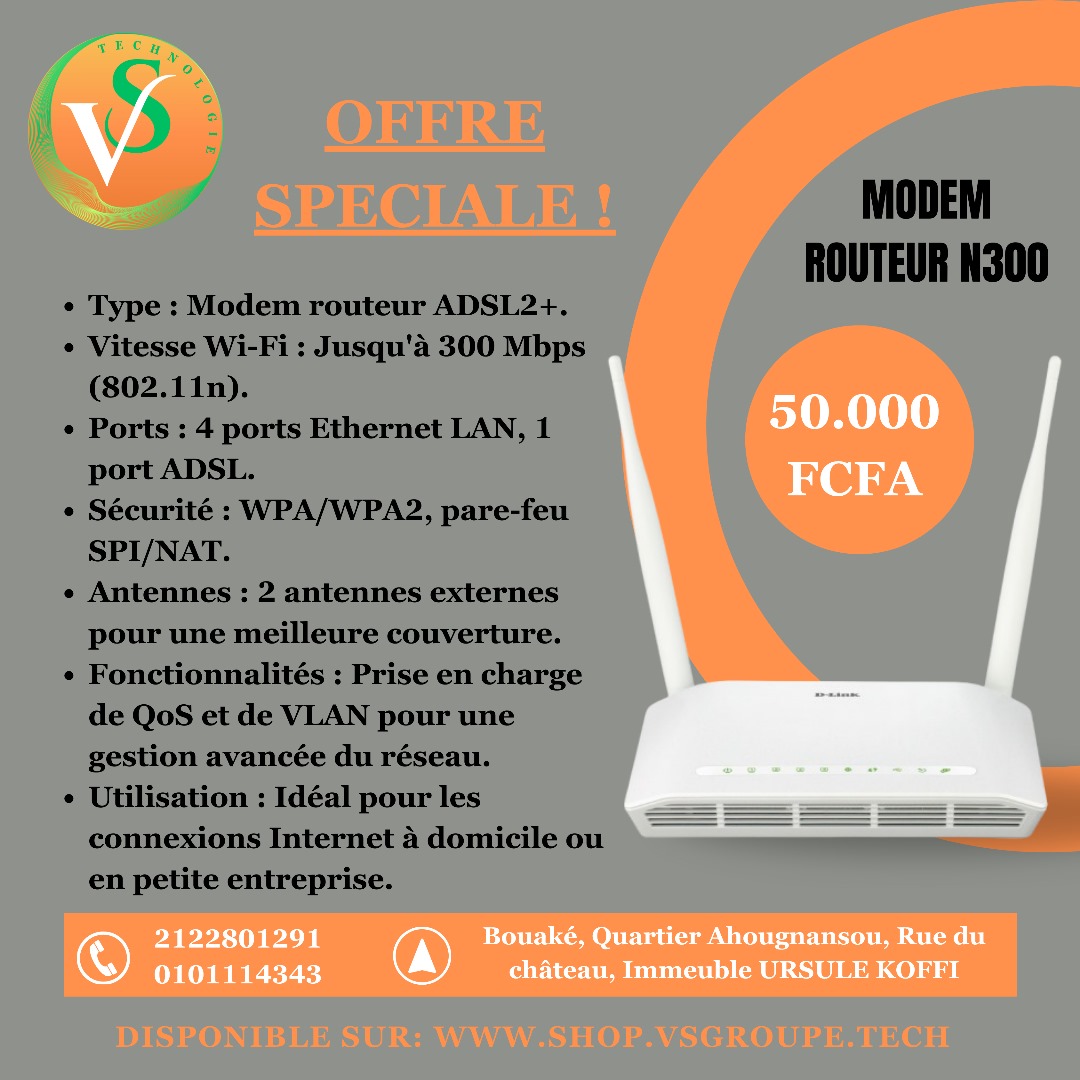 TECHNOLOGIE
VS
OFFRE
SPECIALE !
MODEM
ROUTEUR N300
50.000
FCFA
• Type : Modem routeur ADSL2+.
• Vitesse Wi-Fi : Jusqu'à 300 Mbps
(802.11n).
• Ports : 4 ports Ethernet LAN, 1
port ADSL.
• Sécurité : WPA/WPA2, pare-feu
SPI/NAT.
• Antennes : 2 antennes externes
pour une meilleure couverture.
• Fonctionnalités : Prise en charge
de QoS et de VLAN pour une
gestion avancée du réseau.
• Utilisation : Idéal pour les
connexions Internet à domicile ou
en petite entreprise.
D-Link
2122801291
0101114343
Bouaké, Quartier Ahougnansou, Rue du
château, Immeuble URSULE KOFFI
DISPONIBLE SUR: WWW.SHOP.VSGROUPE.TECH